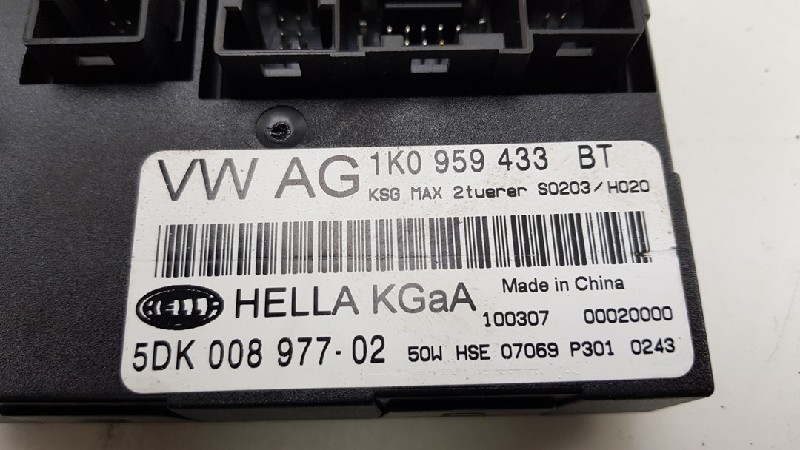 VW AG 1K0 959 433 BT
KSG MAX 2tuerer S0203/H020
HELLA HELLA KGaA Made in China
100307 00020000
5DK 008 977-02 50W HSE 07069 P301 0243